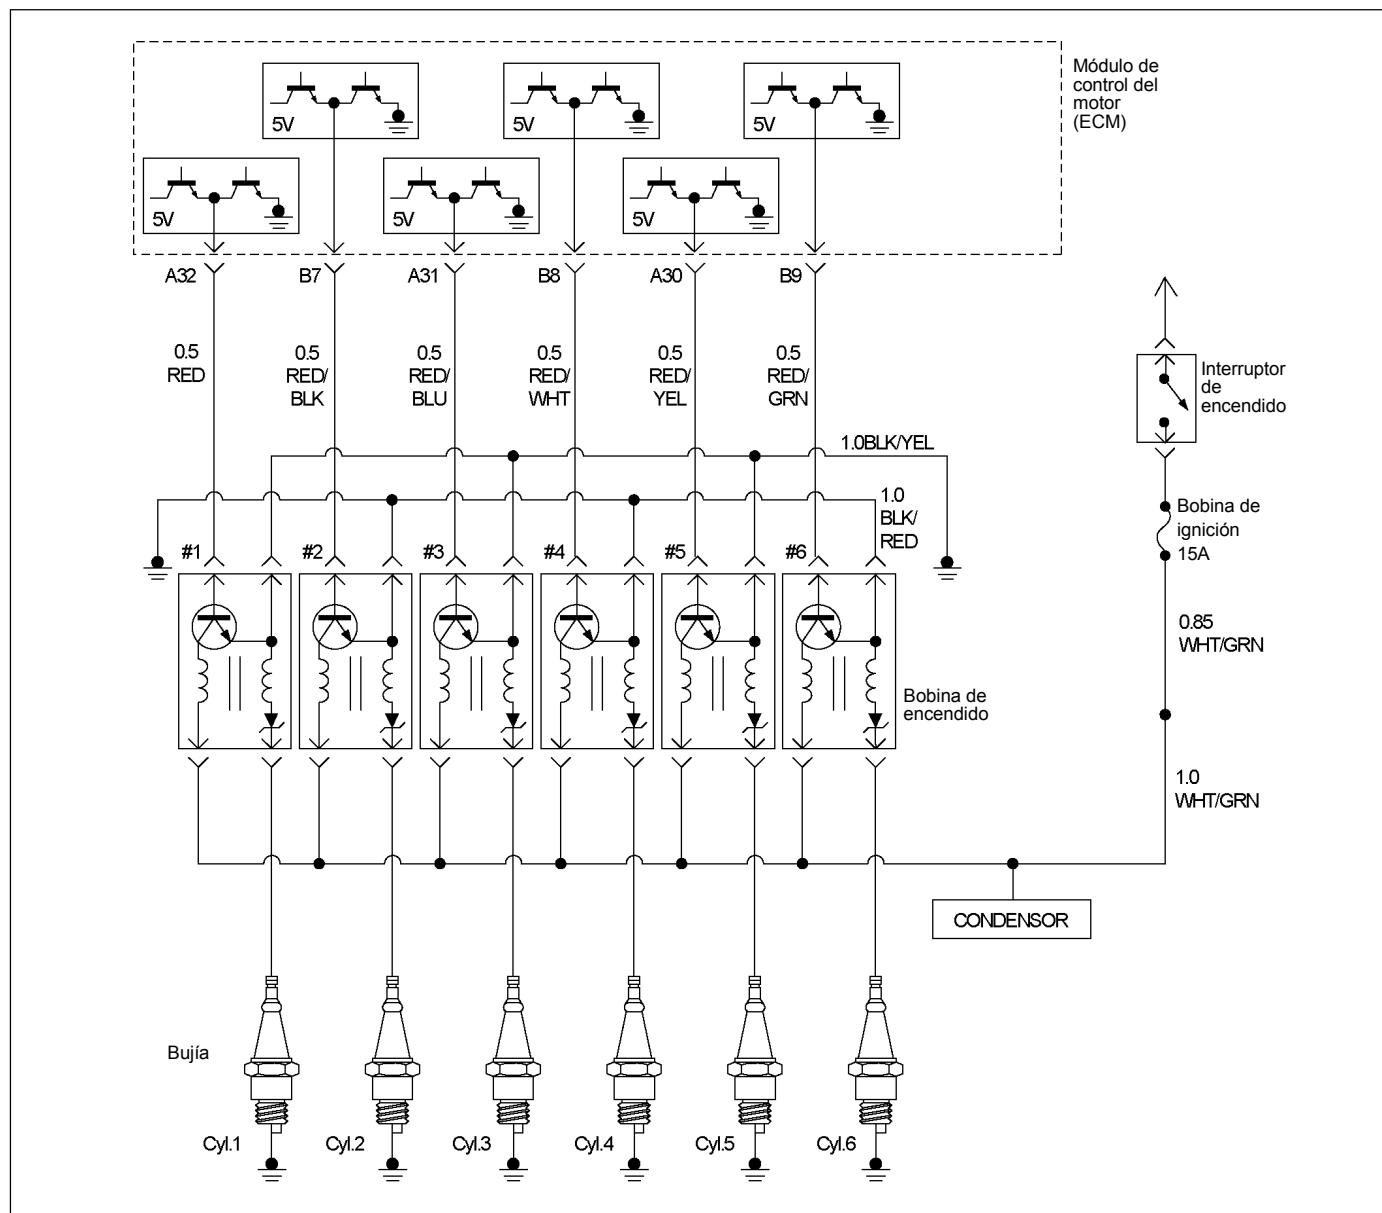 Módulo de
control del
motor
(ECM)
5V
5V
5V
5V
5V
5V
A32
B7
A31
B8
A30
B9
0.5
RED
0.5
RED/
BLK
0.5
RED/
BLU
0.5
RED/
WHT
0.5
RED/
YEL
0.5
RED/
GRN
Interruptor
de
encendido
1.0BLK/YEL
1.0
BLK/
RED
Bobina de
ignición
15A
#1
#2
#3
#4
#5
#6
0.85
WHT/GRN
Bobina de
encendido
1.0
WHT/GRN
CONDENSOR
Bujía
Cyl.1
Cyl.2
Cyl.3
Cyl.4
Cyl.5
Cyl.6